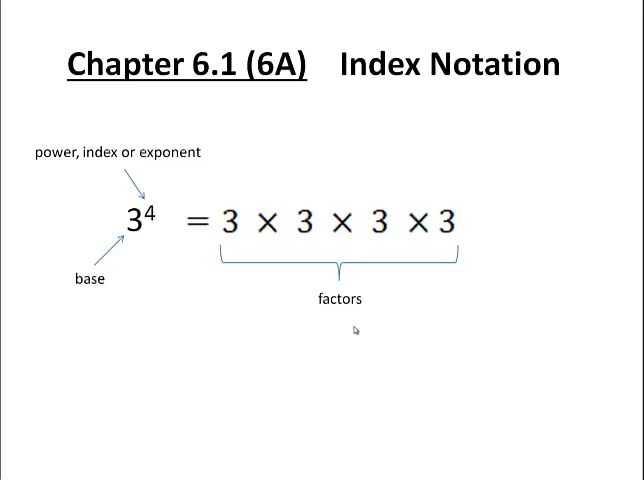 Chapter 6.1 (6A) Index Notation
power, index or exponent
3⁴ = 3 × 3 × 3 × 3
base
factors